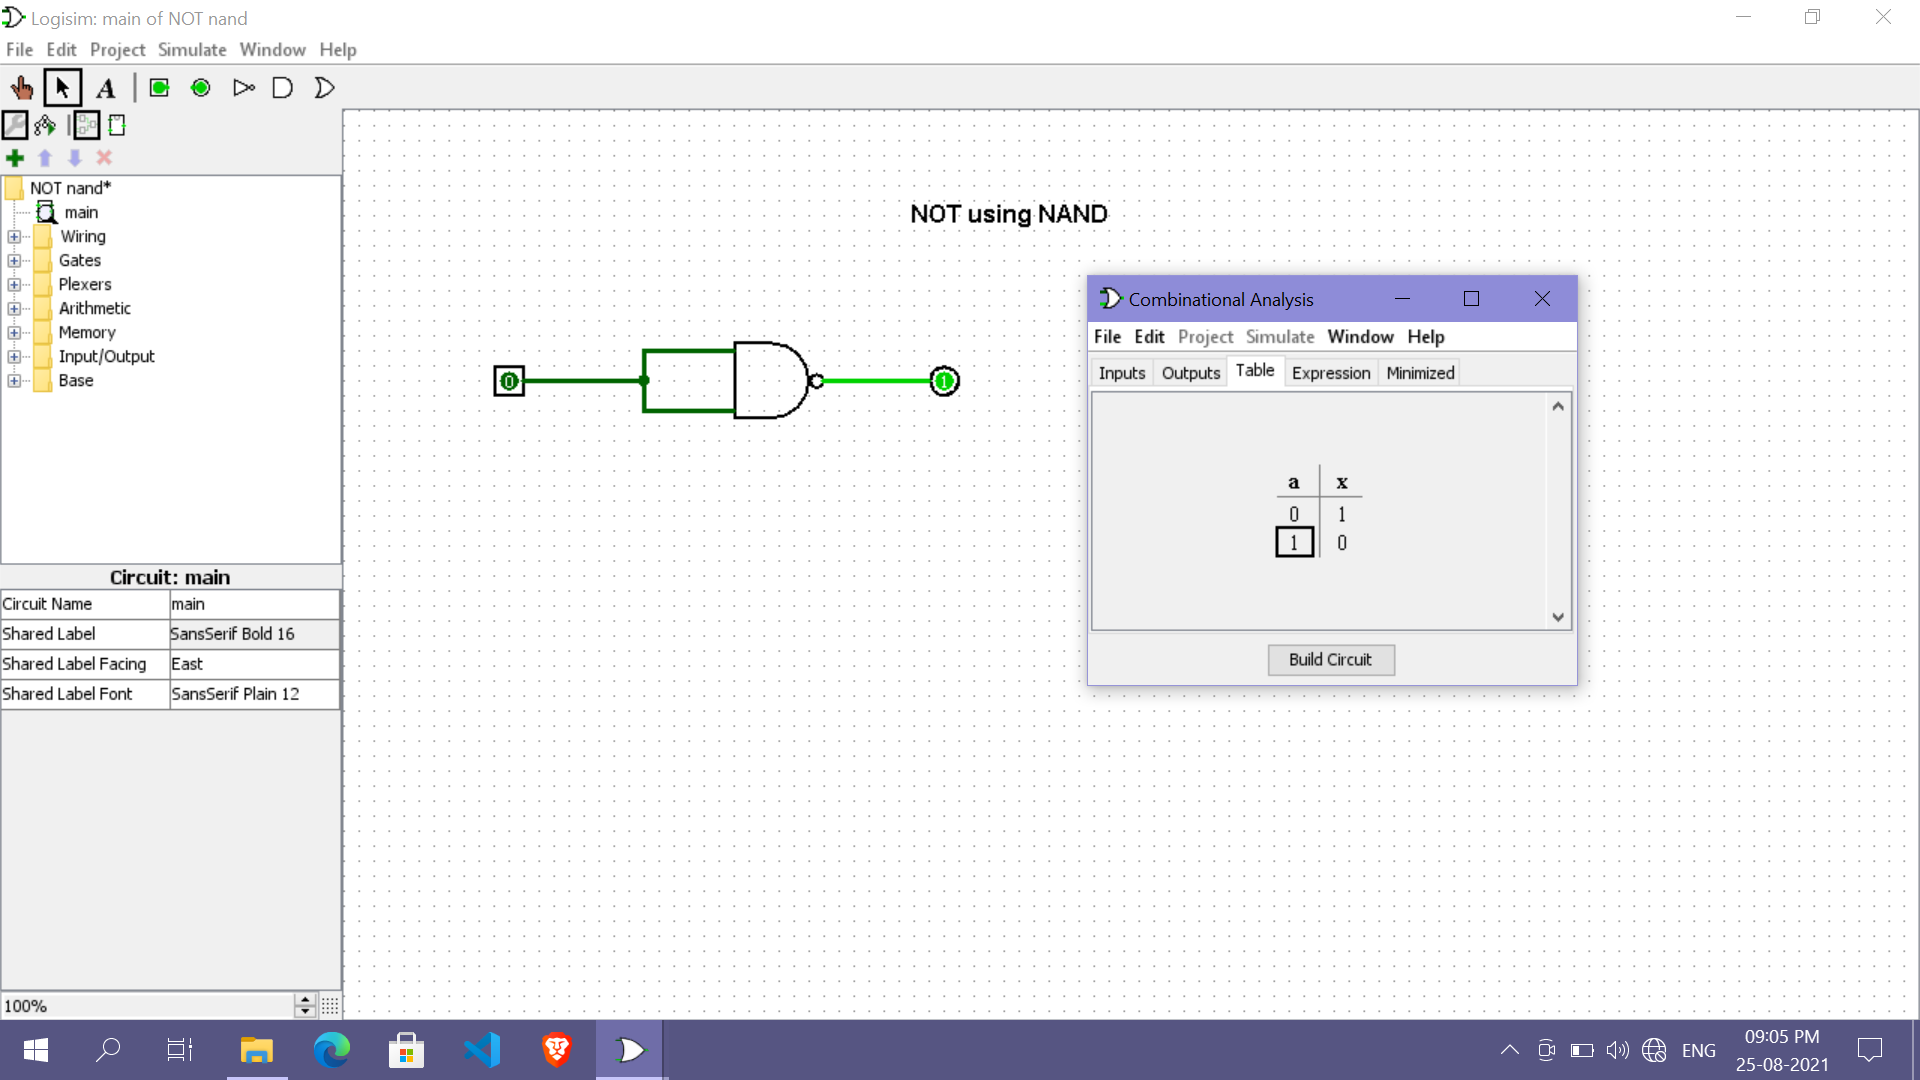 Logisim: main of NOT nand
File Edit Project Simulate Window Help
A
NOT nand*
main
Wiring
Gates
Plexers
Arithmetic
Memory
Input/Output
Base
Circuit: main
Circuit Name main
Shared Label SansSerif Bold 16
Shared Label Facing East
Shared Label Font SansSerif Plain 12
100%
NOT using NAND
0 1
Combinational Analysis
File Edit Project Simulate Window Help
Inputs Outputs Table Expression Minimized
a x
0 1
1 0
Build Circuit
ENG
09:05 PM
25-08-2021